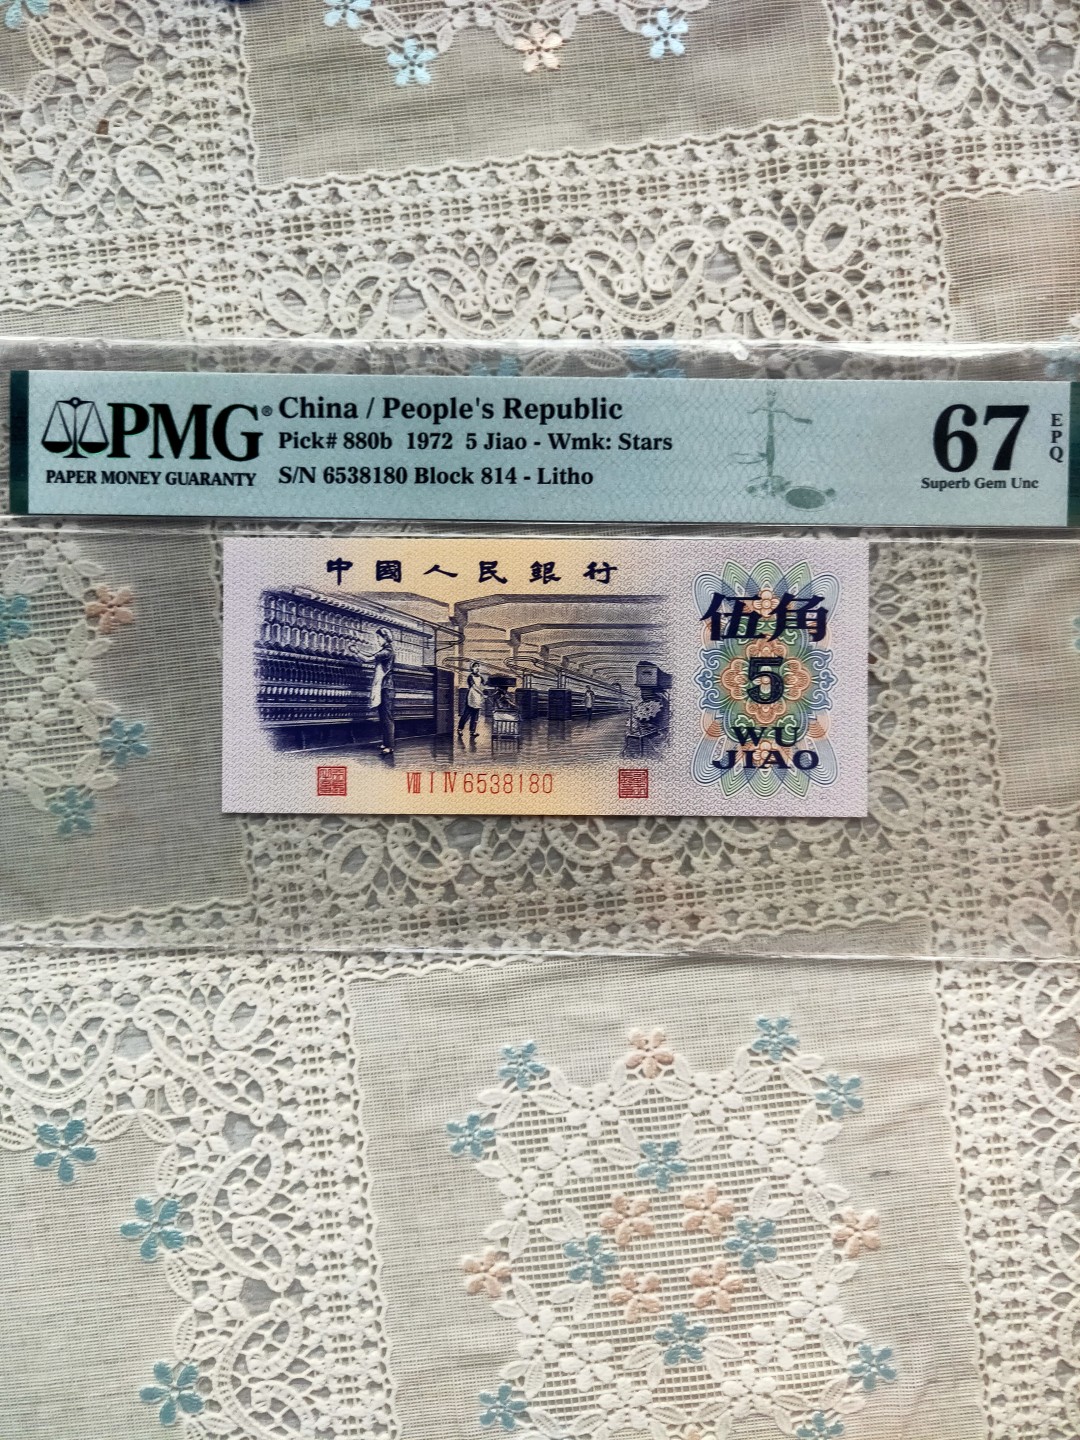 PMG®
PAPER MONEY GUARANTY
China / People's Republic
Pick# 880b 1972 5 Jiao - Wmk: Stars
S/N 6538180 Block 814 - Litho
67
EPQ
Superb Gem Unc
中國人民銀行
伍角
5
WU
JIAO
VIII I IV 6538180